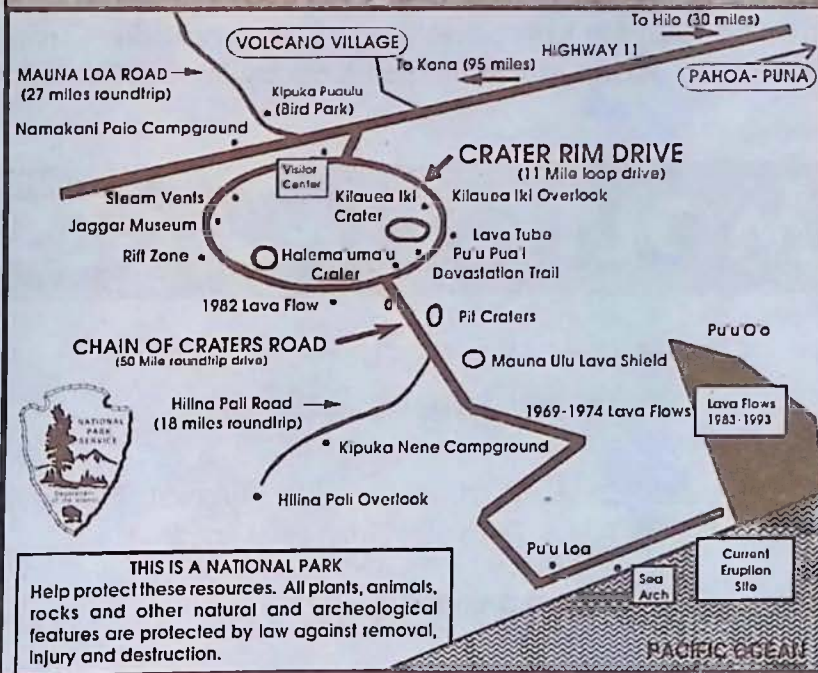 To Hilo (30 miles)
HIGHWAY 11
VOLCANO VILLAGE
To Kona (95 miles)
PAHOA- PUNA
MAUNA LOA ROAD
(27 miles roundtrip)
Kipuka Puaulu
(Bird Park)
Namakani Paio Campground
CRATER RIM DRIVE
(11 Mile loop drive)
Visitor
Center
Steam Vents
Kilauea Iki
Crater
Kilauea Iki Overlook
Jaggar Museum
Lava Tube
Rift Zone
Halema'uma'u
Crater
Pu'u Pua'i
Devastation Trail
1982 Lava Flow
Pit Craters
CHAIN OF CRATERS ROAD
(50 Mile roundtrip drive)
Mauna Ulu Lava Shield
Pu'u O'o
Hilina Pali Road
(18 miles roundtrip)
1969-1974 Lava Flows
Lava Flows
1983-1993
NATIONAL
PARK
SERVICE
Department
of the Interior
Kipuka Nene Campground
Hilina Pali Overlook
Pu'u Loa
Sea
Arch
Current
Eruption
Site
PACIFIC OCEAN
THIS IS A NATIONAL PARK
Help protect these resources. All plants, animals,
rocks and other natural and archeological
features are protected by law against removal,
injury and destruction.